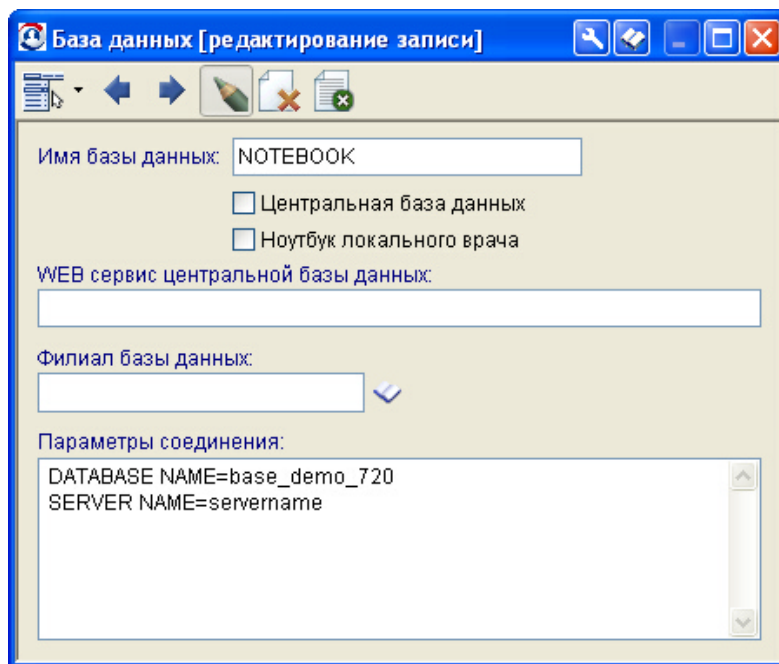 База данных [редактирование записи]
Имя базы данных: NOTEBOOK
Центральная база данных
Ноутбук локального врача
WEB сервис центральной базы данных:
Филиал базы данных:
Параметры соединения:
DATABASE NAME=base_demo_720
SERVER NAME=servername